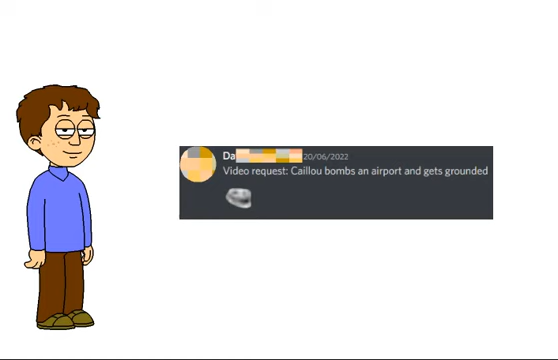 Da 20/06/2022
Video request: Caillou bombs an airport and gets grounded